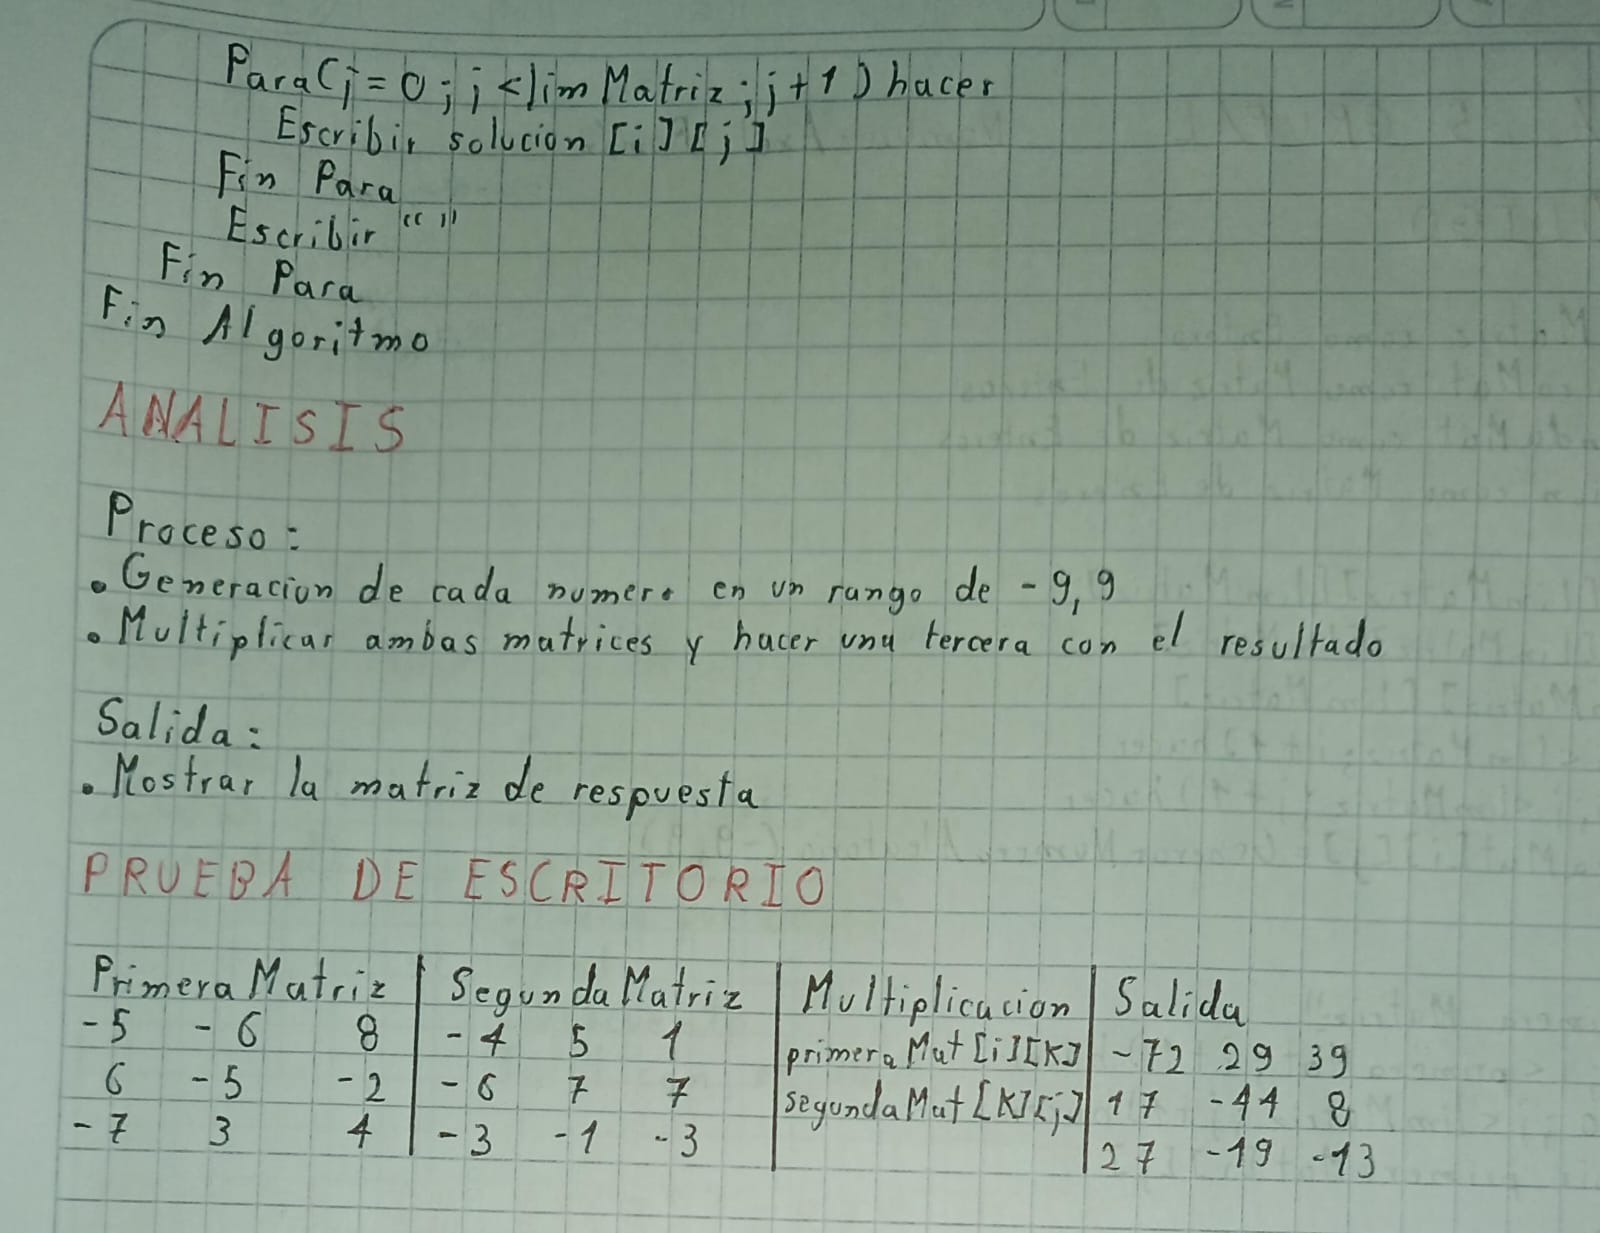 Para(j=0; j<lim Matriz; j+1) hacer
Escribir solucion [i][j]
Fin Para
Escribir “ ”
Fin Para
Fin Algoritmo
ANALISIS
Proceso:
• Generacion de cada numero en un rango de -9, 9
• Multiplicar ambas matrices y hacer una tercera con el resultado
Salida:
• Mostrar la matriz de respuesta
PRUEBA DE ESCRITORIO
Primera Matriz | Segunda Matriz | Multiplicacion | Salida
-5 -6 8 | -4 5 1 | primera Mat [i][K] | -72 29 39
6 -5 -2 | -6 7 7 | segunda Mat [K][j] | 17 -44 8
-7 3 4 | -3 -1 -3 | | 27 -19 -13